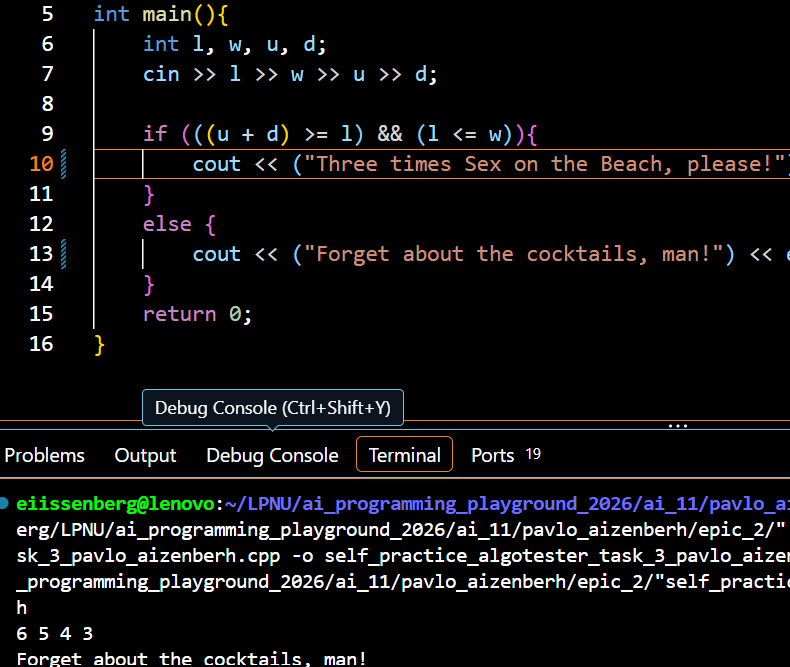 5 int main(){
6 int l, w, u, d;
7 cin >> l >> w >> u >> d;
8
9 if (((u + d) >= l) && (l <= w)){
10 cout << ("Three times Sex on the Beach, please!")
11 }
12 else {
13 cout << ("Forget about the cocktails, man!") << e
14 }
15 return 0;
16 }
Debug Console (Ctrl+Shift+Y)
Problems Output Debug Console Terminal Ports 19
eiissenberg@lenovo:~/LPNU/ai_programming_playground_2026/ai_11/pavlo_ai
erg/LPNU/ai_programming_playground_2026/ai_11/pavlo_aizenberh/epic_2/"
sk_3_pavlo_aizenberh.cpp -o self_practice_algotester_task_3_pavlo_aizen
_programming_playground_2026/ai_11/pavlo_aizenberh/epic_2/"self_practic
h
6 5 4 3
Forget about the cocktails, man!